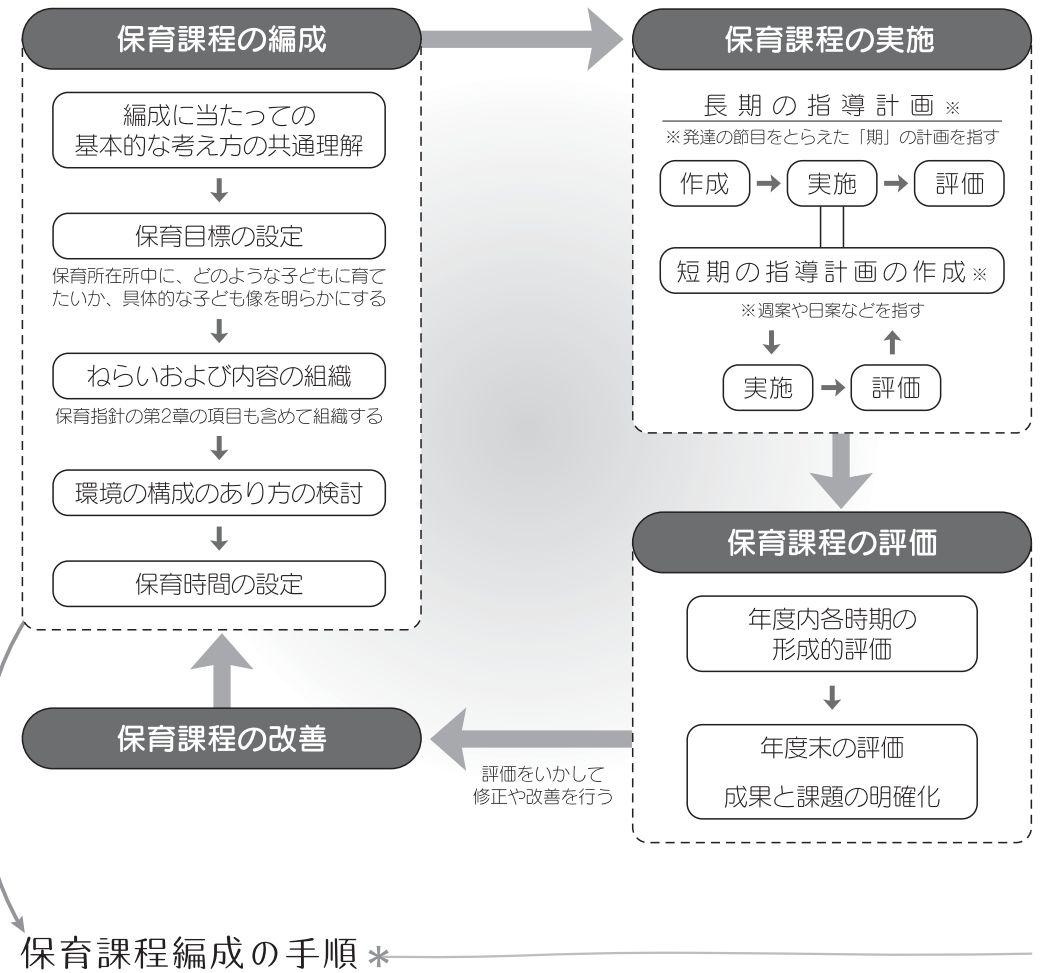 保育課程の編成
編成に当たっての
基本的な考え方の共通理解
保育目標の設定
保育所在所中に、どのような子どもに育て
たいか、具体的な子ども像を明らかにする
ねらいおよび内容の組織
保育指針の第2章の項目も含めて組織する
環境の構成のあり方の検討
保育時間の設定
保育課程の実施
長期の指導計画※
※発達の節目をとらえた「期」の計画を指す
作成
実施
評価
短期の指導計画の作成※
※週案や日案などを指す
実施
評価
保育課程の評価
年度内各時期の
形成的評価
年度末の評価
成果と課題の明確化
評価をいかして
修正や改善を行う
保育課程の改善
保育課程編成の手順＊